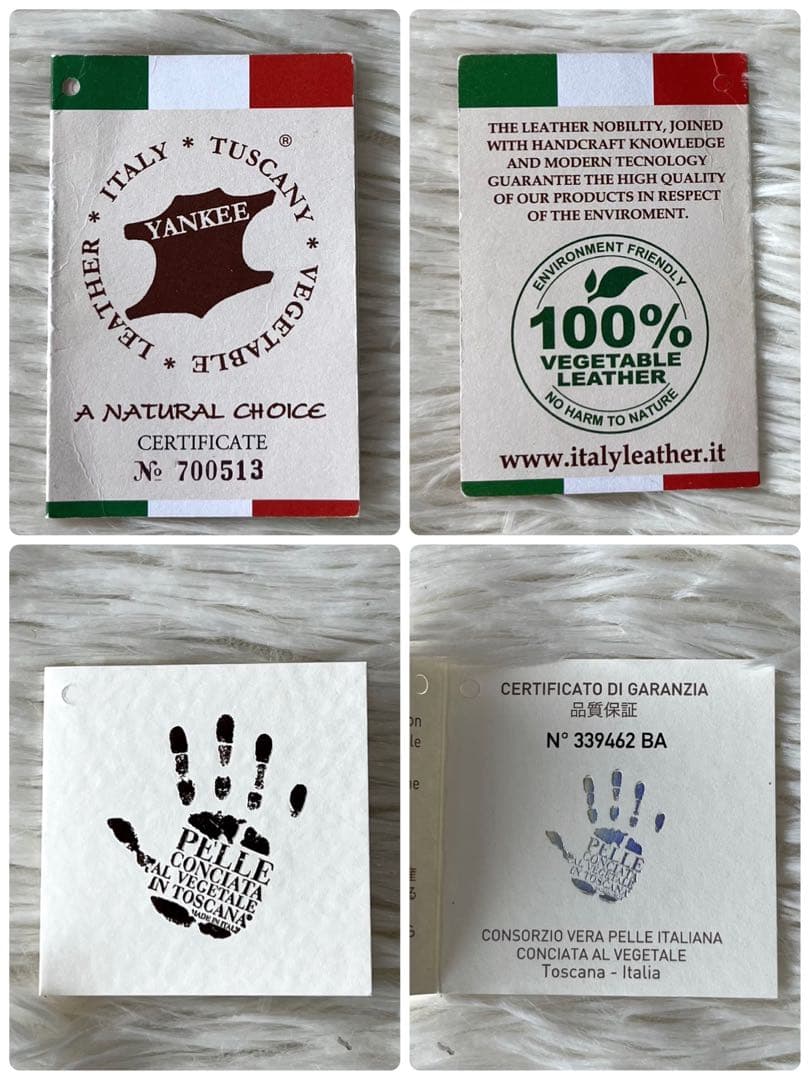 ITALY * TUSCANY * VEGETABLE * LEATHER *
®
YANKEE
A NATURAL CHOICE
CERTIFICATE
No 700513
THE LEATHER NOBILITY, JOINED
WITH HANDCRAFT KNOWLEDGE
AND MODERN TECNOLOGY
GUARANTEE THE HIGH QUALITY
OF OUR PRODUCTS IN RESPECT
OF THE ENVIROMENT.
ENVIRONMENT FRIENDLY
100%
VEGETABLE
LEATHER
NO HARM TO NATURE
www.italyleather.it
PELLE
CONCIATA
AL VEGETALE
IN TOSCANA
MADE IN ITALY
CERTIFICATO DI GARANZIA
品質保証
N° 339462 BA
PELLE
CONCIATA
AL VEGETALE
IN TOSCANA
CONSORZIO VERA PELLE ITALIANA
CONCIATA AL VEGETALE
Toscana - Italia